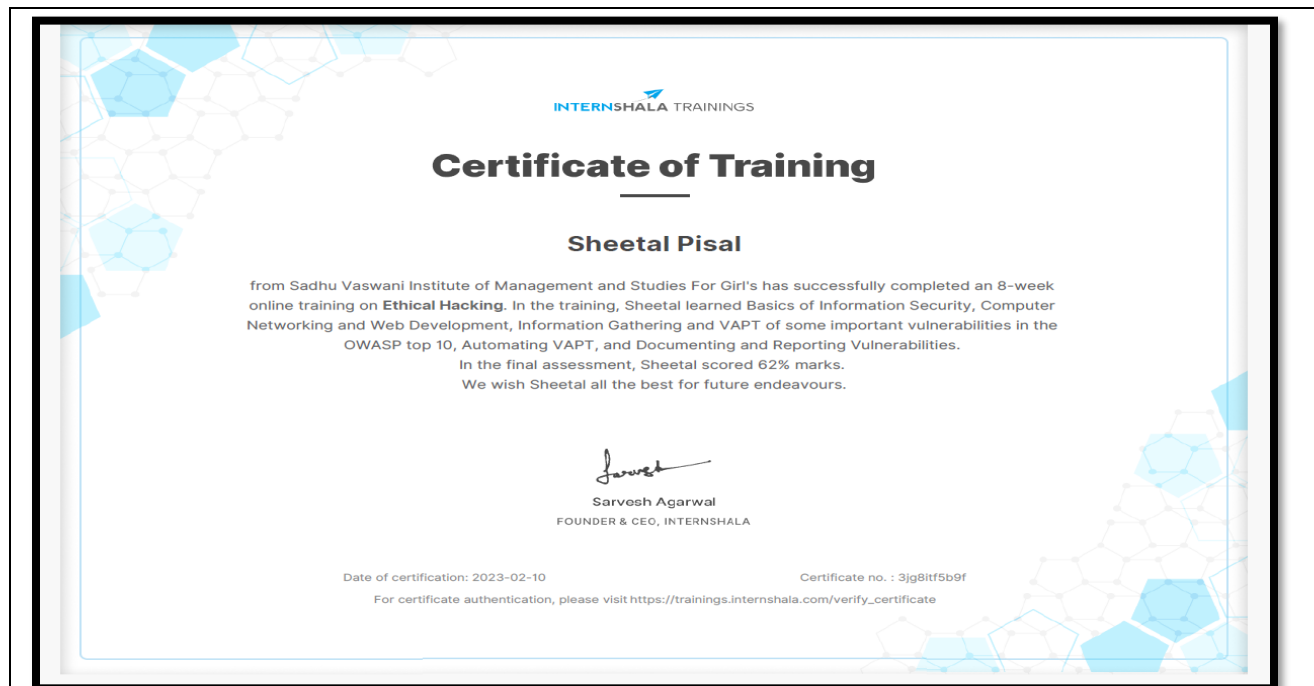 INTERNSHALA TRAININGS
Certificate of Training
Sheetal Pisal
from Sadhu Vaswani Institute of Management and Studies For Girl's has successfully completed an 8-week
online training on Ethical Hacking. In the training, Sheetal learned Basics of Information Security, Computer
Networking and Web Development, Information Gathering and VAPT of some important vulnerabilities in the
OWASP top 10, Automating VAPT, and Documenting and Reporting Vulnerabilities.
In the final assessment, Sheetal scored 62% marks.
We wish Sheetal all the best for future endeavours.
Sarvesh
Sarvesh Agarwal
FOUNDER & CEO, INTERNSHALA
Date of certification: 2023-02-10 Certificate no. : 3jg8itf5b9f
For certificate authentication, please visit https://trainings.internshala.com/verify_certificate